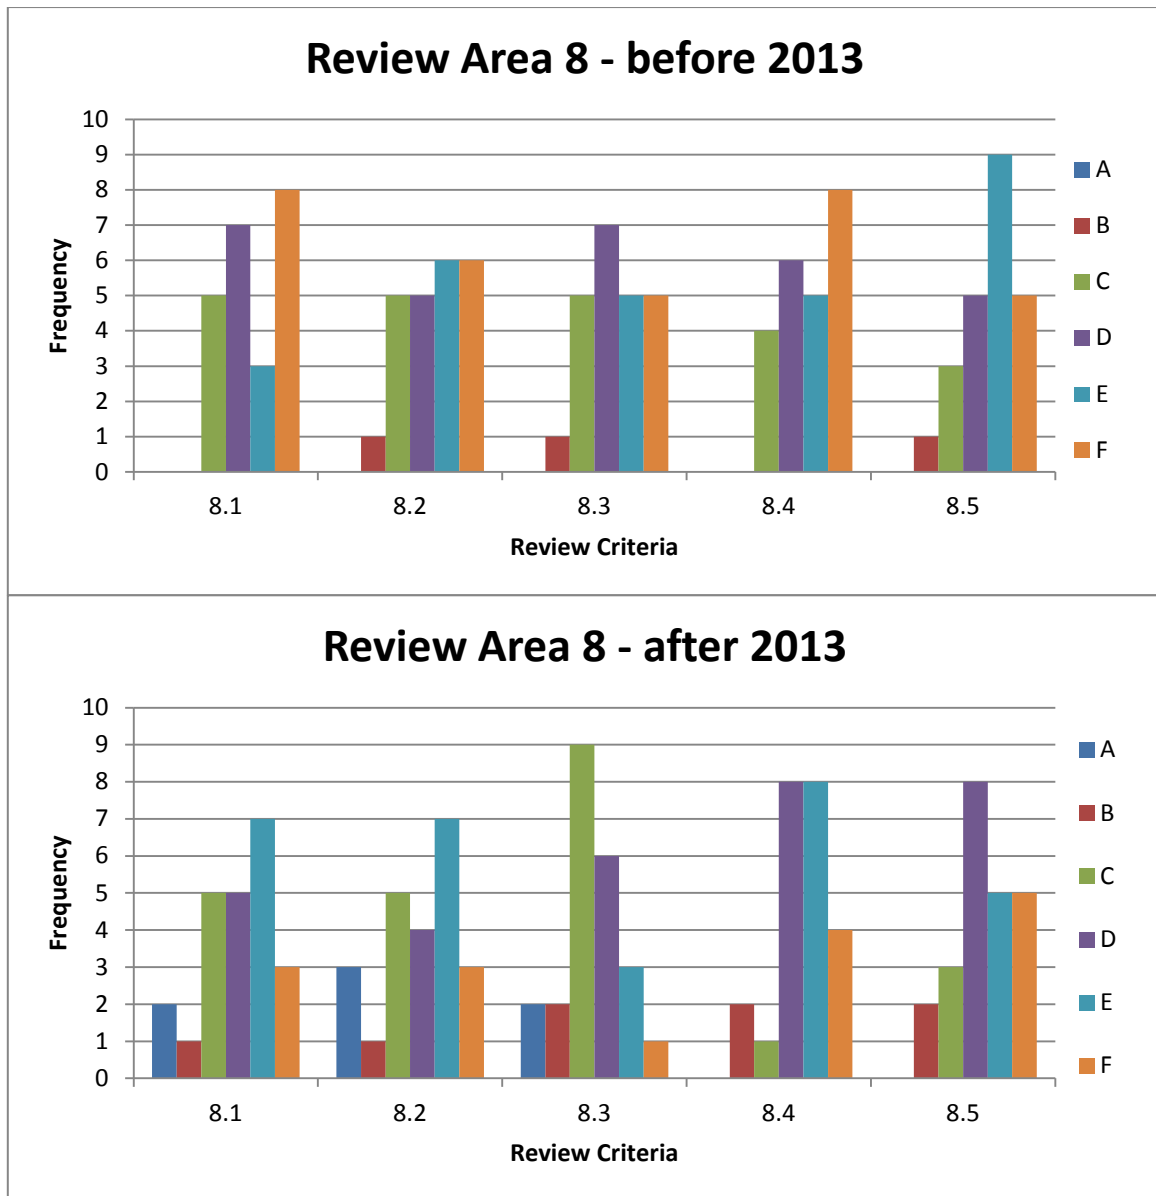 Review Area 8 - before 2013
10
9
8
7
6
5
4
3
2
1
0
Frequency
8.1 8.2 8.3 8.4 8.5
Review Criteria
A
B
C
D
E
F
Review Area 8 - after 2013
10
9
8
7
6
5
4
3
2
1
0
Frequency
8.1 8.2 8.3 8.4 8.5
Review Criteria
A
B
C
D
E
F